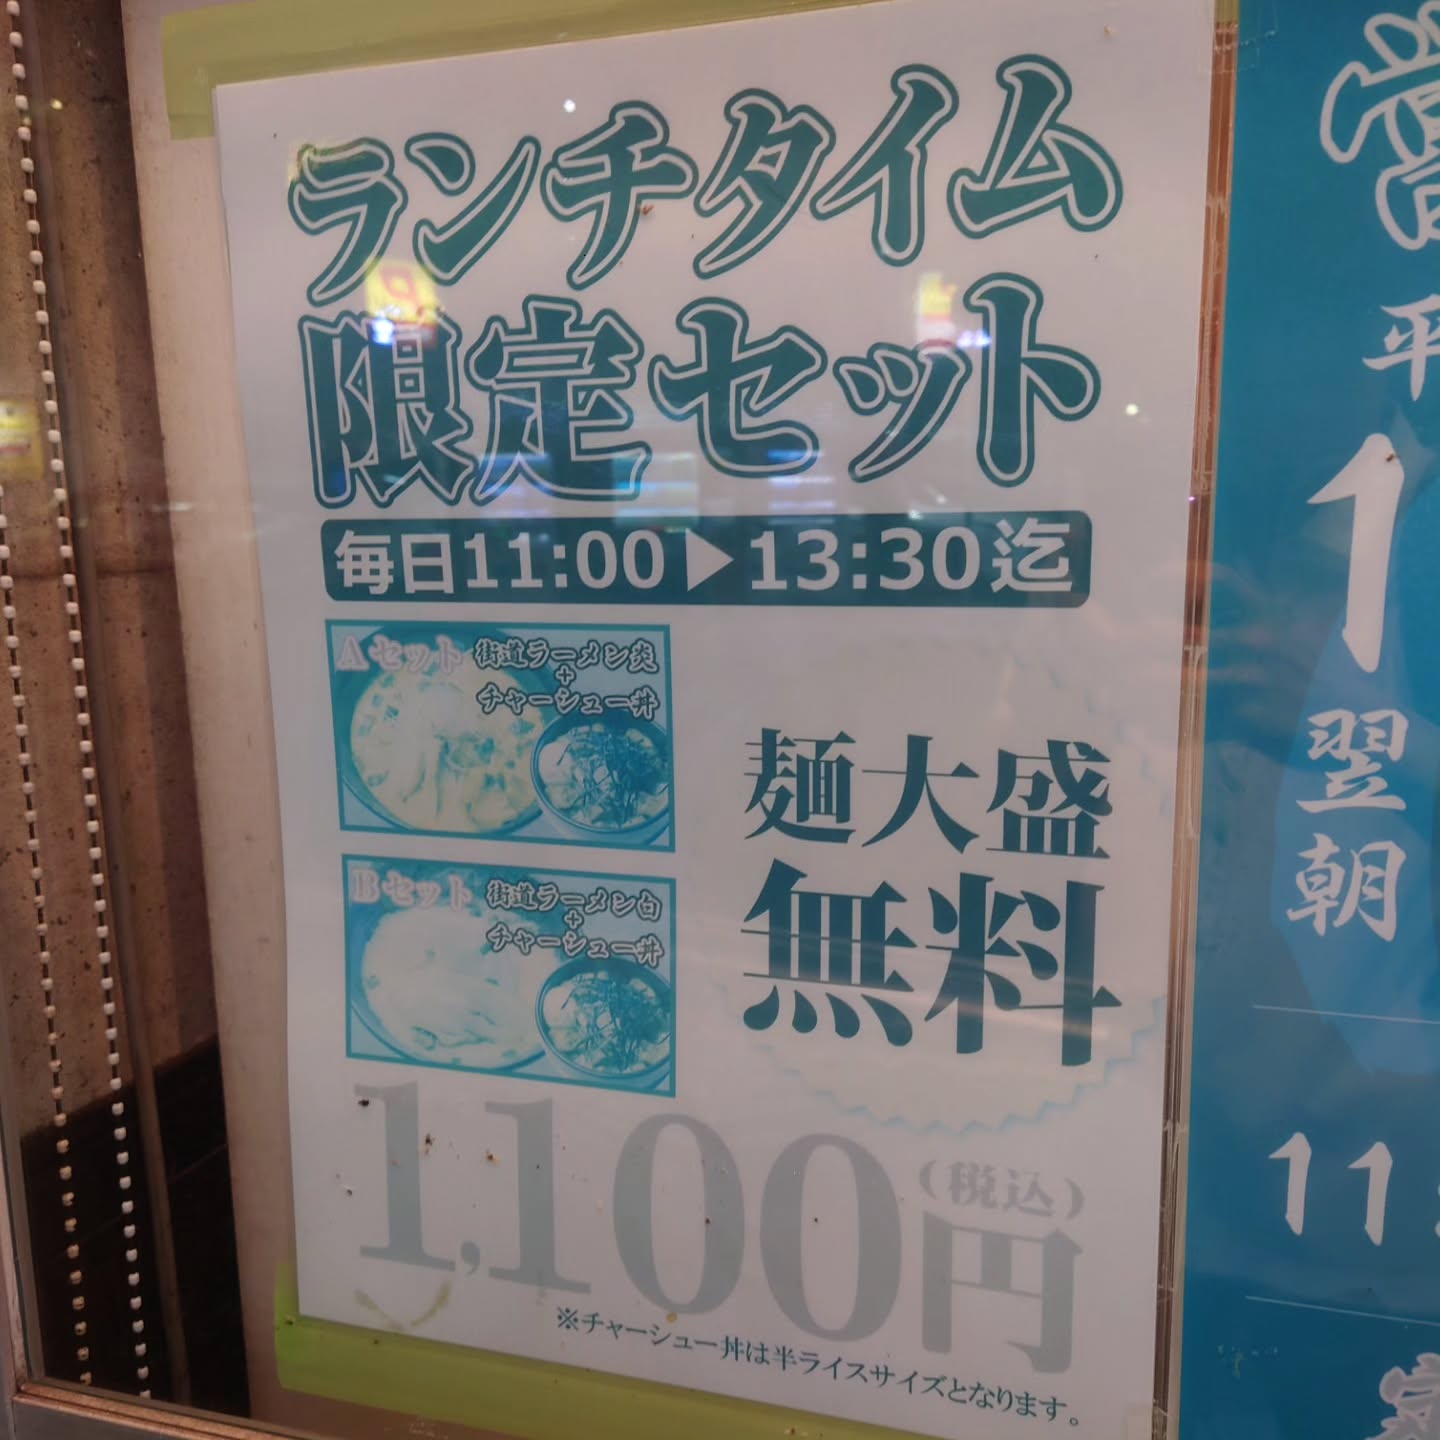 ランチタイム
限定セット
毎日11:00▶13:30迄
Aセット
街道ラーメン炎
+
チャーシュー丼
Bセット
街道ラーメン白
+
チャーシュー丼
麺大盛
無料
1,100円
(税込)
※チャーシュー丼は半ライスサイズとなります。
営
平
1
翌
朝
11: